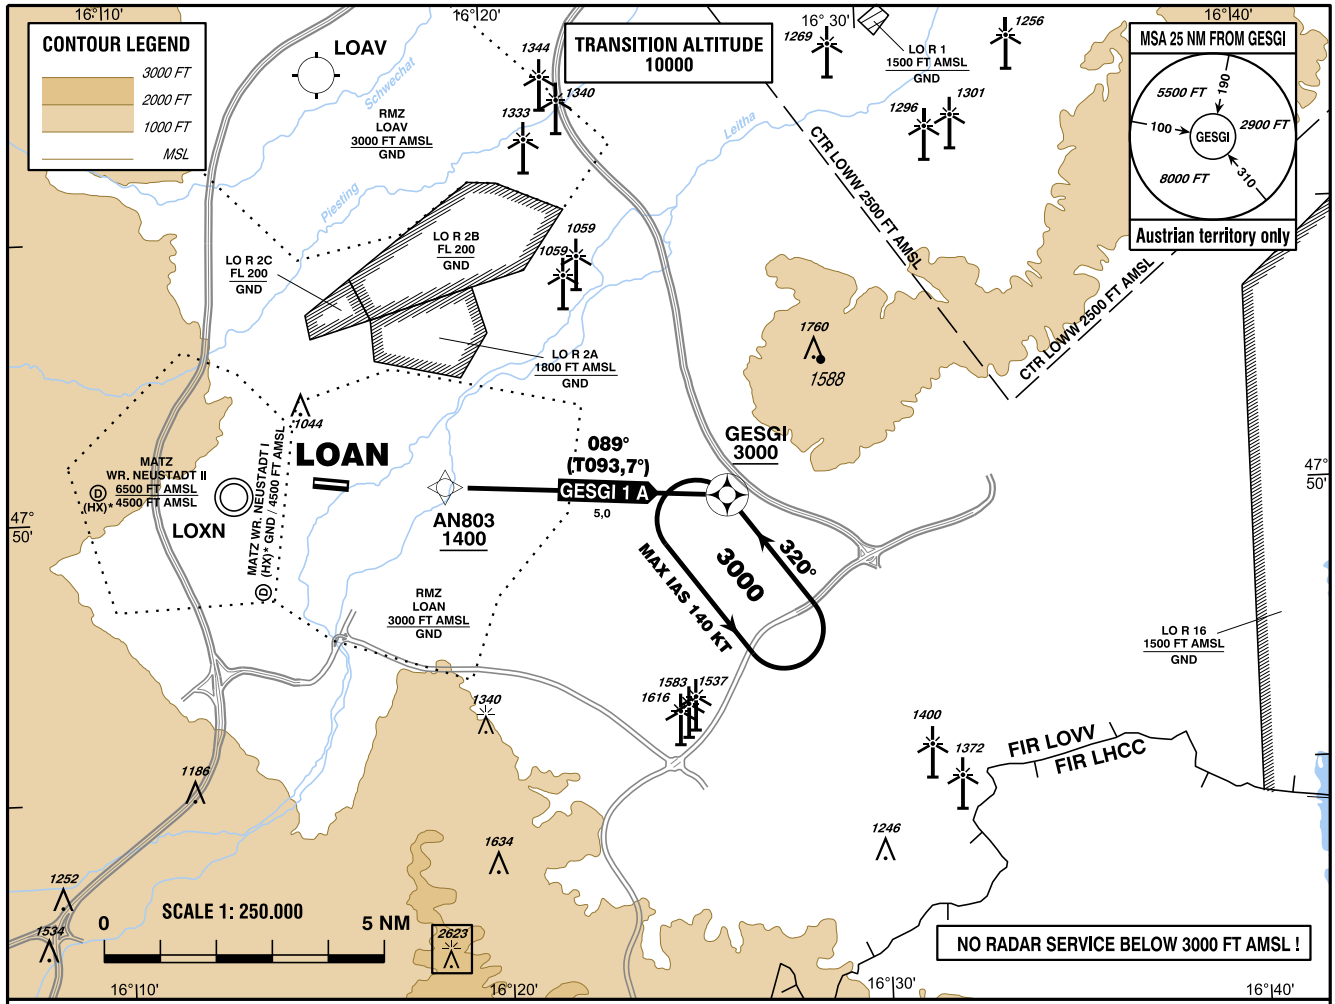 16°10'
16°20'
16°30'
16°40'
CONTOUR LEGEND
3000 FT
2000 FT
1000 FT
MSL
LOAV
Schwechat
RMZ
LOAV
3000 FT AMSL
GND
Piesting
1344
1340
1333
TRANSITION ALTITUDE
10000
1269
LO R 1
1500 FT AMSL
GND
1256
1301
1296
Leitha
MSA 25 NM FROM GESGI
5500 FT
190
2900 FT
100
GESGI
8000 FT
310
Austrian territory only
CTR LOWW 2500 FT AMSL
CTR LOWW 2500 FT AMSL
LO R 2B
FL 200
GND
LO R 2C
FL 200
GND
1059
1059
LO R 2A
1800 FT AMSL
GND
1760
1588
1044
LOAN
MATZ
WR. NEUSTADT II
6500 FT AMSL
4500 FT AMSL
D
(HX)*
LOXN
MATZ WR. NEUSTADT I
(HX)* GND / 4500 FT AMSL
D
47°
50'
47°
50'
089°
(T093,7°)
GESGI 1 A
5,0
GESGI
3000
AN803
1400
320°
3000
MAX IAS 140 KT
RMZ
LOAN
3000 FT AMSL
GND
LO R 16
1500 FT AMSL
GND
1583
1537
1616
1340
1400
1372
FIR LOVV
FIR LHCC
1186
1634
1246
1252
1534
2623
SCALE 1: 250.000
0
5 NM
NO RADAR SERVICE BELOW 3000 FT AMSL !
16°10'
16°20'
16°30'
16°40'